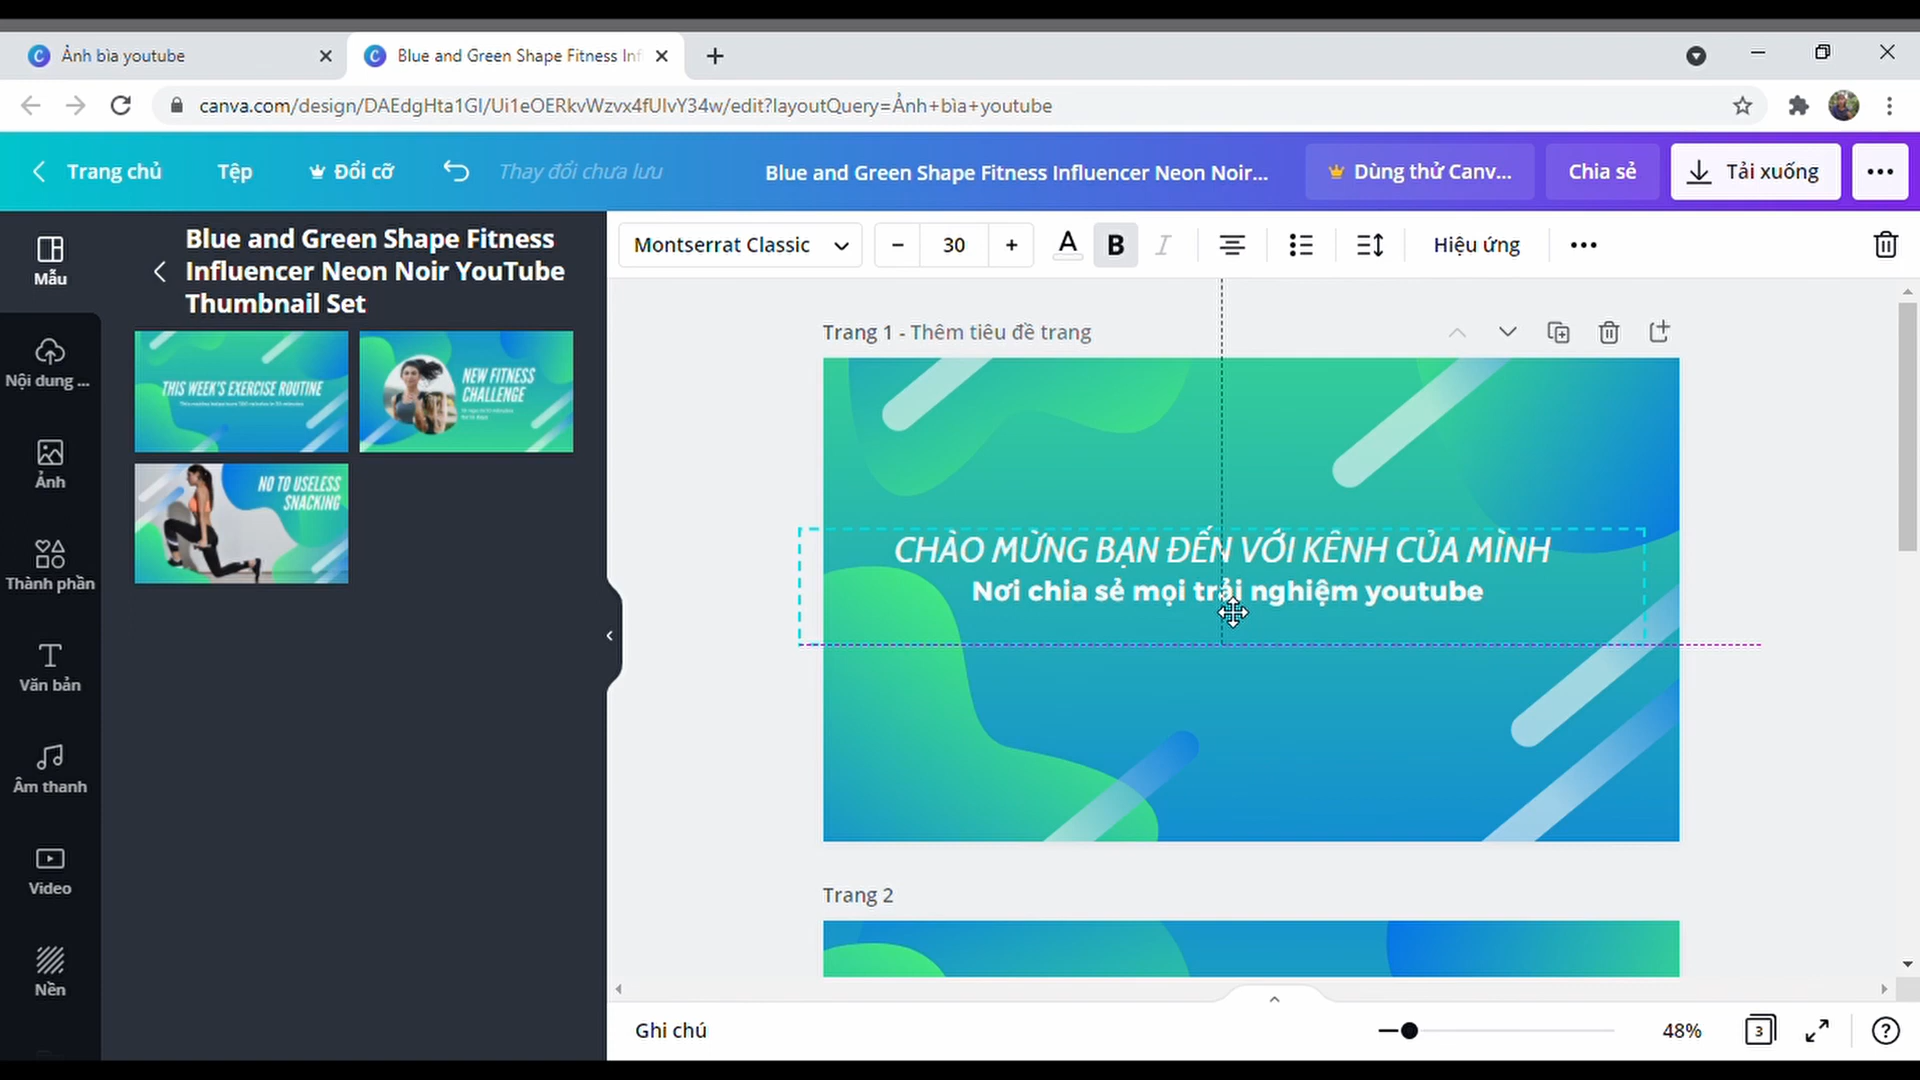 Ảnh bìa youtube
Blue and Green Shape Fitness Inf
canva.com/design/DAEdgHta1GI/Ui1eOERkvWzvx4fUIvY34w/edit?layoutQuery=Ảnh+bìa+youtube
Trang chủ
Tệp
Đổi cỡ
Thay đổi chưa lưu
Blue and Green Shape Fitness Influencer Neon Noir...
Dùng thử Canv...
Chia sẻ
Tải xuống
Mẫu
Nội dung ...
Ảnh
Thành phần
Văn bản
Âm thanh
Video
Nền
Blue and Green Shape Fitness
Influencer Neon Noir YouTube
Thumbnail Set
THIS WEEK'S EXERCISE ROUTINE
NEW FITNESS
CHALLENGE
NO TO USELESS
SNACKING
Montserrat Classic
30
A
B
I
Hiệu ứng
Trang 1 - Thêm tiêu đề trang
CHÀO MỪNG BẠN ĐẾN VỚI KÊNH CỦA MÌNH
Nơi chia sẻ mọi trải nghiệm youtube
Trang 2
Ghi chú
48%
3